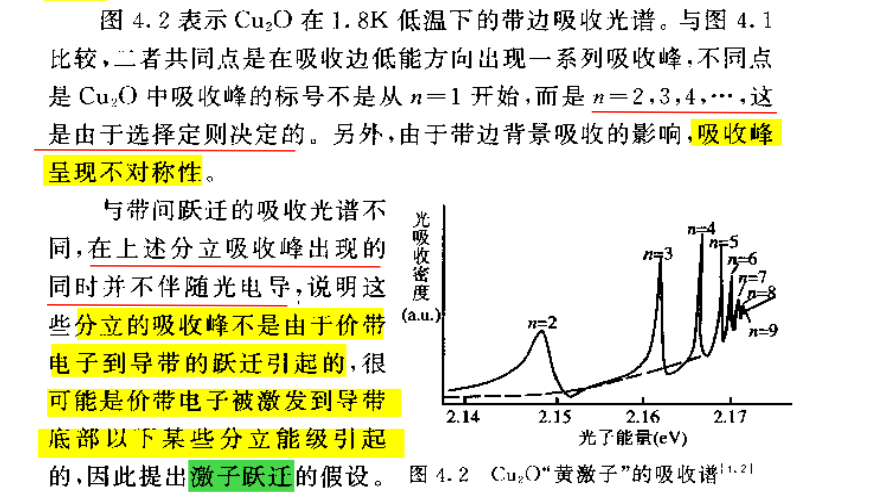 图 4.2 表示 Cu₂O 在 1.8K 低温下的带边吸收光谱。与图 4.1
比较,二者共同点是在吸收边低能方向出现一系列吸收峰,不同点
是 Cu₂O 中吸收峰的标号不是从 n=1 开始,而是 n=2,3,4,…,这
是由于选择定则决定的。另外,由于带边背景吸收的影响,吸收峰
呈现不对称性。
与带间跃迁的吸收光谱不
同,在上述分立吸收峰出现的
同时并不伴随光电导,说明这
些分立的吸收峰不是由于价带
电子到导带的跃迁引起的,很
可能是价带电子被激发到导带
底部以下某些分立能级引起
的,因此提出激子跃迁的假设。
光吸收密度
(a.u.)
n=2
n=3
n=4
n=5
n=6
n=7
n=8
n=9
2.14 2.15 2.16 2.17
光子能量(eV)
图 4.2 Cu₂O“黄激子”的吸收谱[1,2]